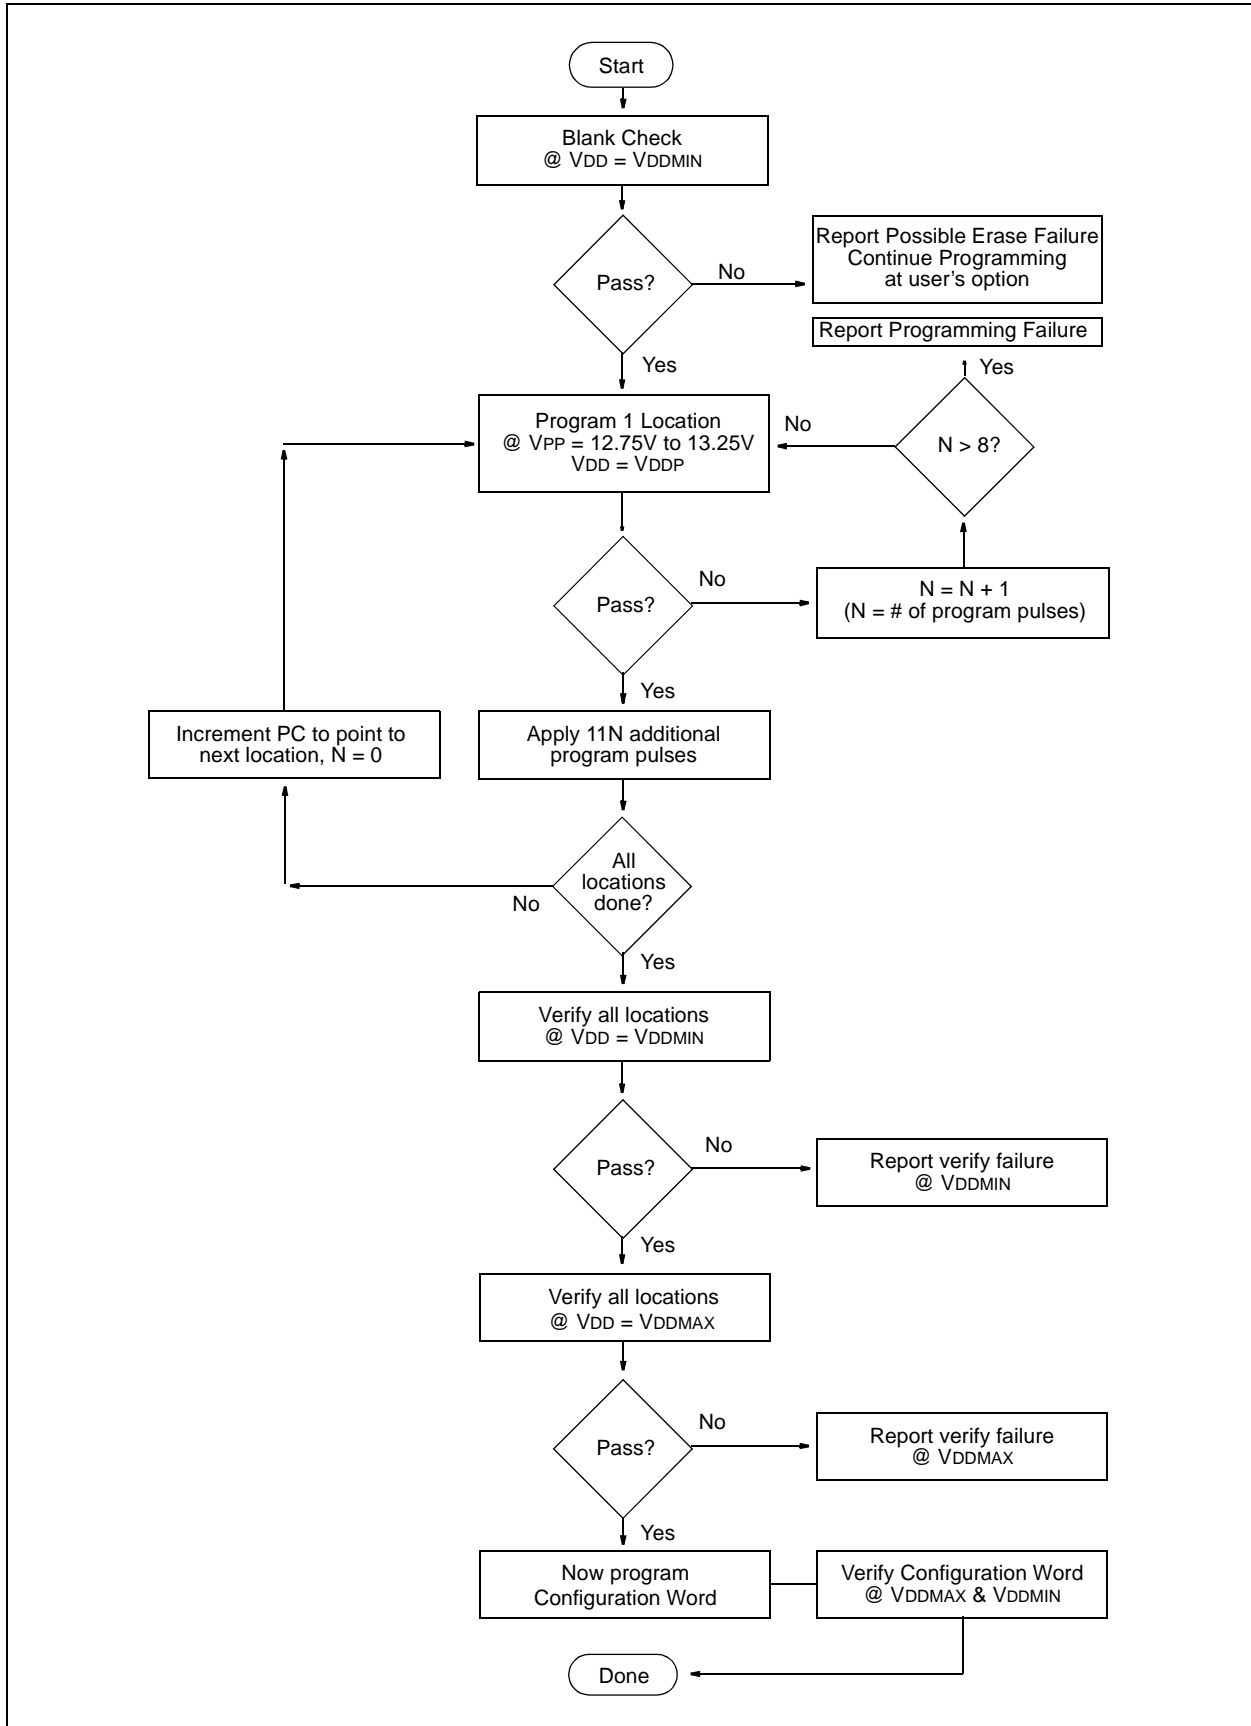 Start
Blank Check
@ VDD = VDDMIN
Pass?
No
Report Possible Erase Failure
Continue Programming
at user's option
Yes
Report Programming Failure
Yes
N > 8?
No
Program 1 Location
@ VPP = 12.75V to 13.25V
VDD = VDDP
Pass?
No
N = N + 1
(N = # of program pulses)
Yes
Increment PC to point to
next location, N = 0
Apply 11N additional
program pulses
All
locations
done?
No
Yes
Verify all locations
@ VDD = VDDMIN
Pass?
No
Report verify failure
@ VDDMIN
Yes
Verify all locations
@ VDD = VDDMAX
Pass?
No
Report verify failure
@ VDDMAX
Yes
Now program
Configuration Word
Verify Configuration Word
@ VDDMAX & VDDMIN
Done